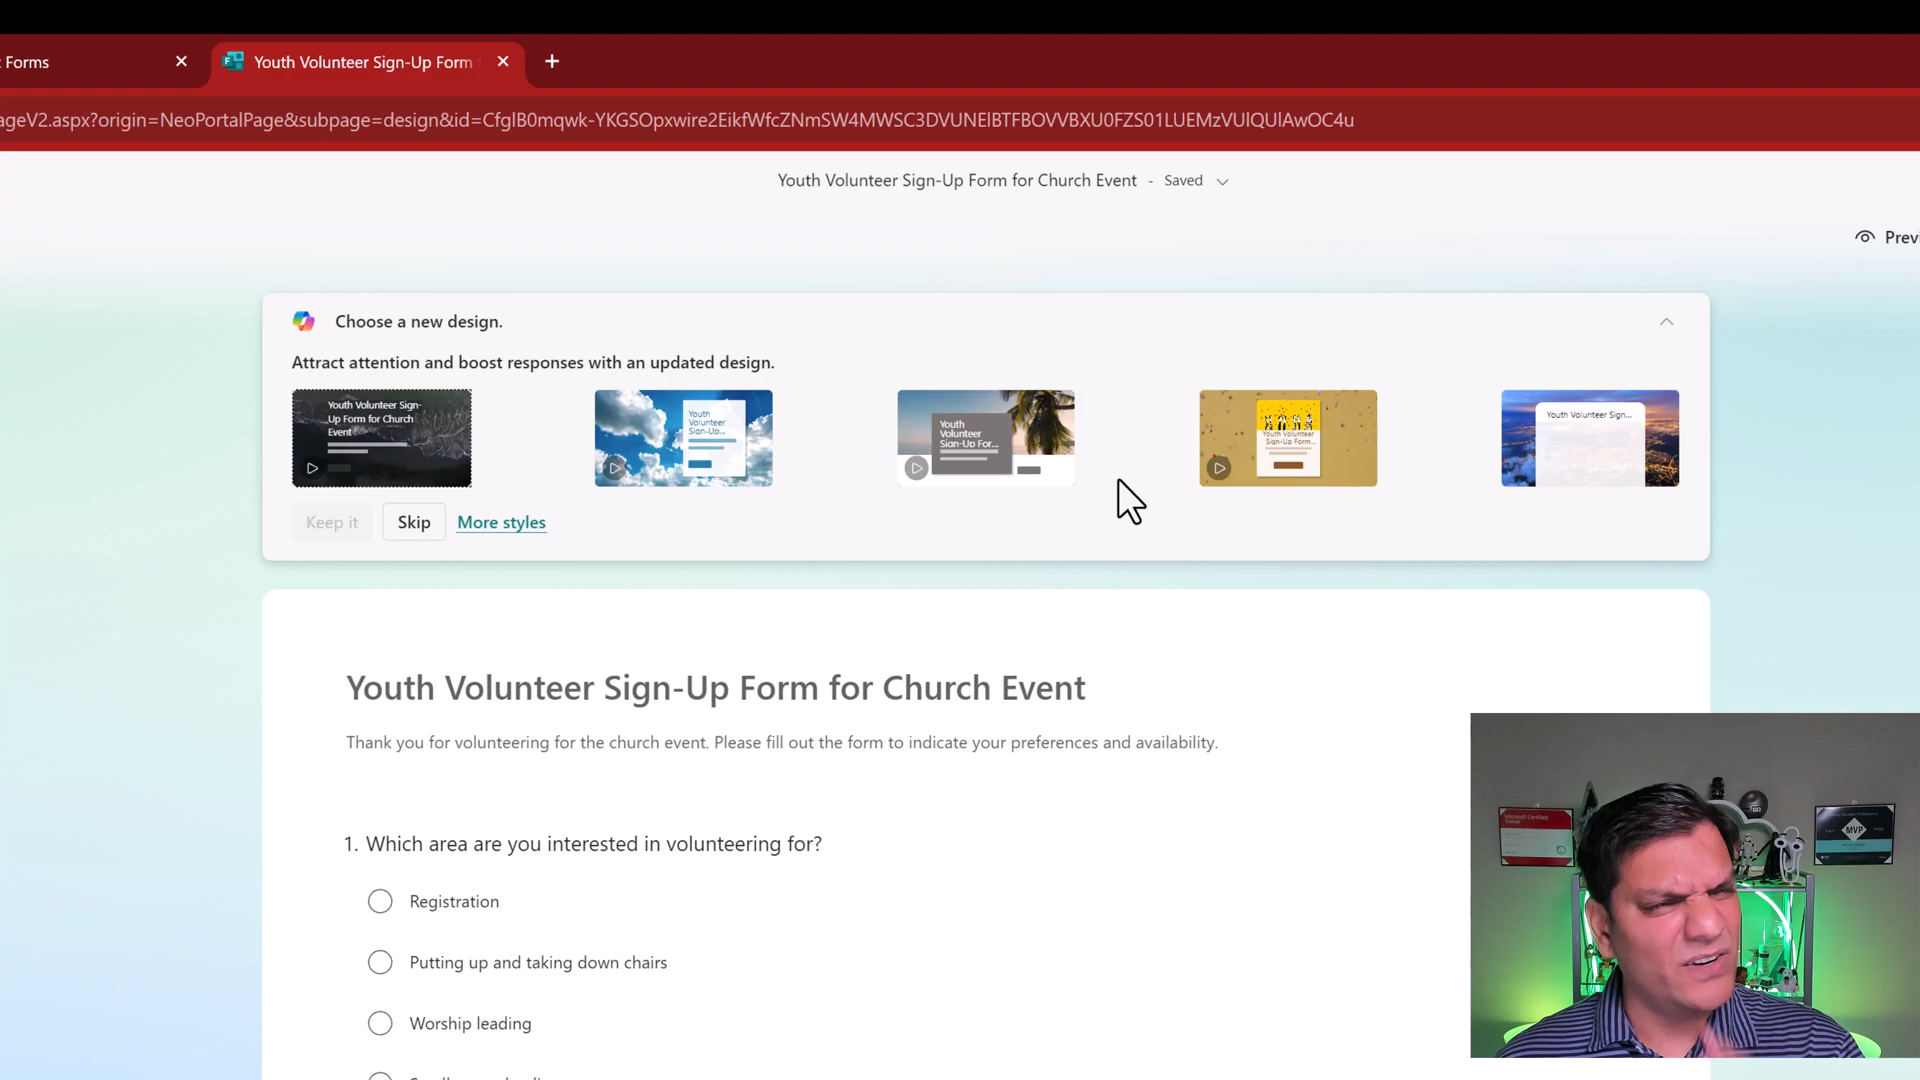 Forms
Youth Volunteer Sign-Up Form
ageV2.aspx?origin=NeoPortalPage&subpage=design&id=CfglB0mqwk-YKGSOpxwire2EikfWfcZNmSW4MWSC3DVUNElBTFBOVVBXU0FZS01LUEMzVUlQUlAwOC4u
Youth Volunteer Sign-Up Form for Church Event - Saved
Previ
Choose a new design.
Attract attention and boost responses with an updated design.
Youth Volunteer Sign-
Up Form for Church
Event
Youth
Volunteer
Sign-Up...
Youth
Volunteer
Sign-Up For...
Youth Volunteer
Sign-Up Form...
Youth Volunteer Sign...
Keep it
Skip
More styles
Youth Volunteer Sign-Up Form for Church Event
Thank you for volunteering for the church event. Please fill out the form to indicate your preferences and availability.
1. Which area are you interested in volunteering for?
Registration
Putting up and taking down chairs
Worship leading
Microsoft Certified
Trainer
MVP